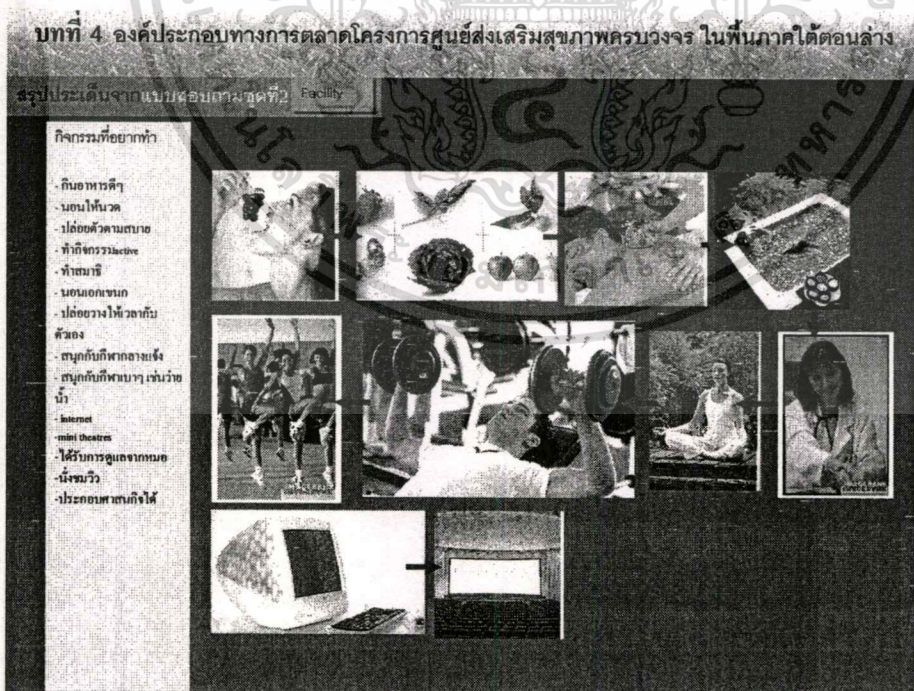 บทที่ 4 องค์ประกอบทางการตลาดโครงการศูนย์ส่งเสริมสุขภาพครบวงจร ในพื้นภาคใต้ตอนล่าง
สรุปประเด็นจากแบบสอบถามชุดที่2 Facility
กิจกรรมที่อยากทำ
- กินอาหารดีๆ
- นอนให้นวด
- ปล่อยตัวตามสบาย
- ทำกิจกรรมactive
- ทำสมาธิ
- นอนเอกเขนก
- ปล่อยวางให้เวลากับ
ตัวเอง
- สนุกกับกีฬากลางแจ้ง
- สนุกกับกีฬาเบาๆ เช่นว่าย
น้ำ
- internet
-mini theatres
-ได้รับการดูแลจากหมอ
-นั่งชมวิว
-ประกอบศาสนกิจได้